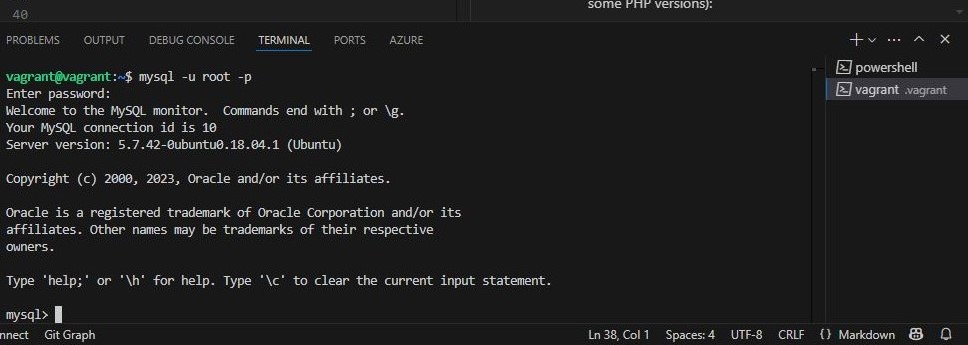 some PHP versions):
40
PROBLEMS OUTPUT DEBUG CONSOLE TERMINAL PORTS AZURE
vagrant@vagrant:~$ mysql -u root -p
Enter password:
Welcome to the MySQL monitor.  Commands end with ; or \g.
Your MySQL connection id is 10
Server version: 5.7.42-0ubuntu0.18.04.1 (Ubuntu)
Copyright (c) 2000, 2023, Oracle and/or its affiliates.
Oracle is a registered trademark of Oracle Corporation and/or its
affiliates. Other names may be trademarks of their respective
owners.
Type 'help;' or '\h' for help. Type '\c' to clear the current input statement.
mysql>
powershell
vagrant .vagrant
nnect Git Graph Ln 38, Col 1 Spaces: 4 UTF-8 CRLF {} Markdown